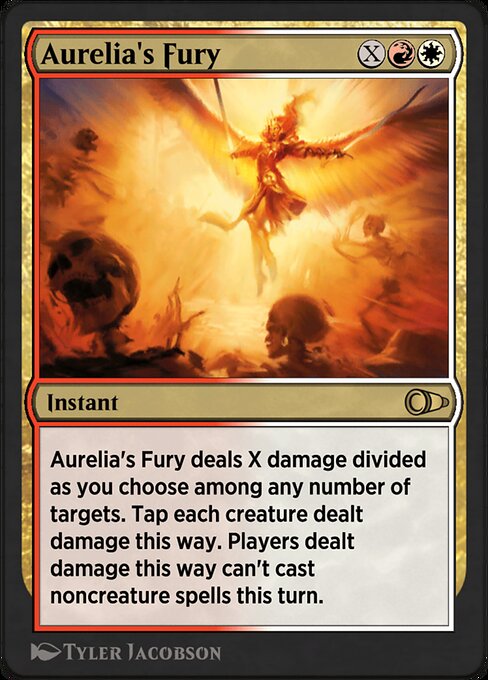 Aurelia's Fury X
Instant
Aurelia's Fury deals X damage divided
as you choose among any number of
targets. Tap each creature dealt
damage this way. Players dealt
damage this way can't cast
noncreature spells this turn.
Tyler Jacobson